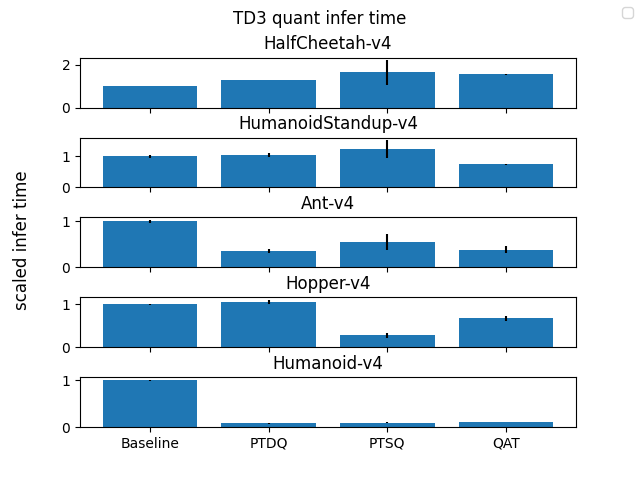 TD3 quant infer time
HalfCheetah-v4
2
0
HumanoidStandup-v4
1
0
Ant-v4
1
0
scaled infer time
Hopper-v4
1
0
Humanoid-v4
1
0
Baseline PTDQ PTSQ QAT